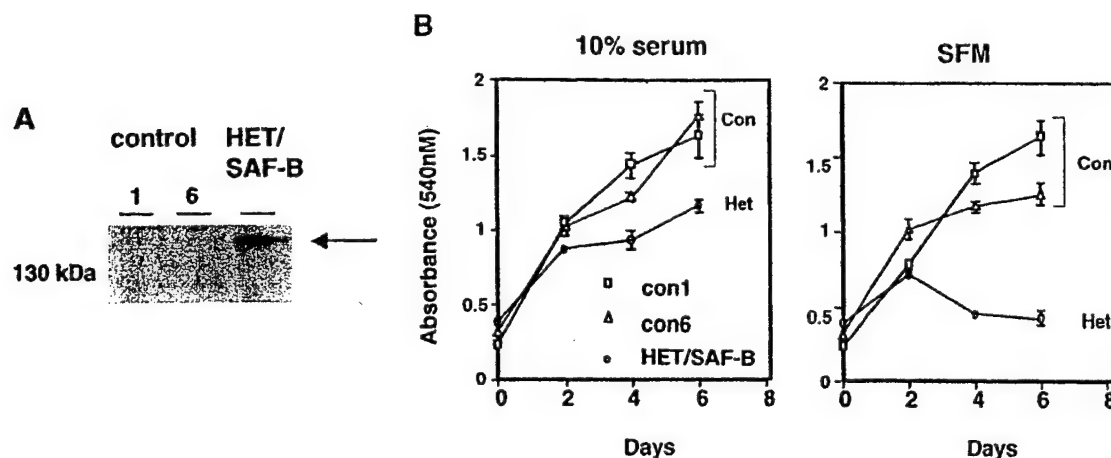 A
control HET/
SAF-B
1 6
130 kDa
B
10% serum
Absorbance (540nM)
2
1.5
1
0.5
0
0 2 4 6 8
Days
Con
Het
con1
con6
HET/SAF-B
SFM
2
1.5
1
0.5
0
0 2 4 6 8
Days
Con
Het